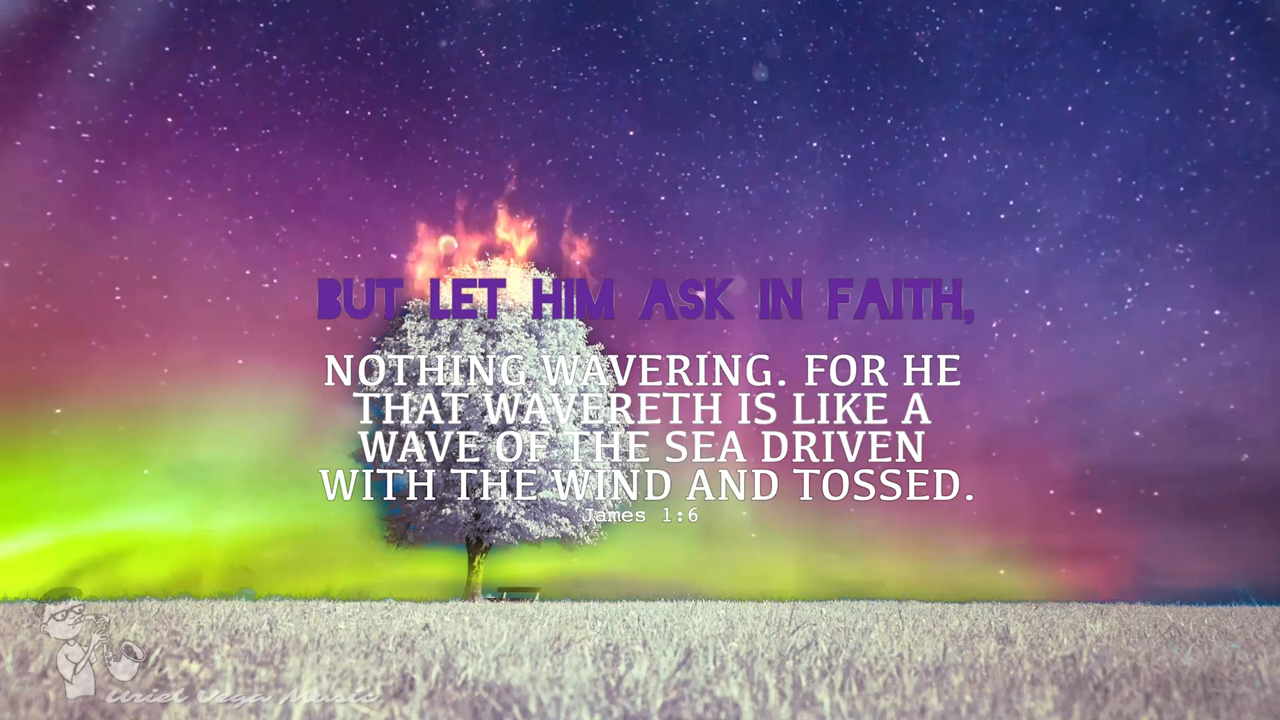 BUT LET HIM ASK IN FAITH,
NOTHING WAVERING. FOR HE
THAT WAVERETH IS LIKE A
WAVE OF THE SEA DRIVEN
WITH THE WIND AND TOSSED.
James 1:6
Uriel Vega Music